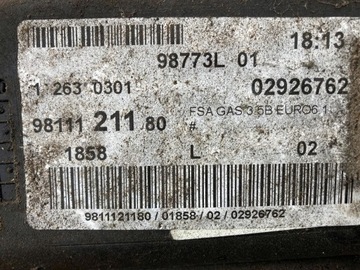 18:13
98773L 01
1 263 0301
02926762
98111 211 80
FSA GAS 3.5B EURO6.1
#
1858
L
02
9811121180 / 01858 / 02 / 02926762